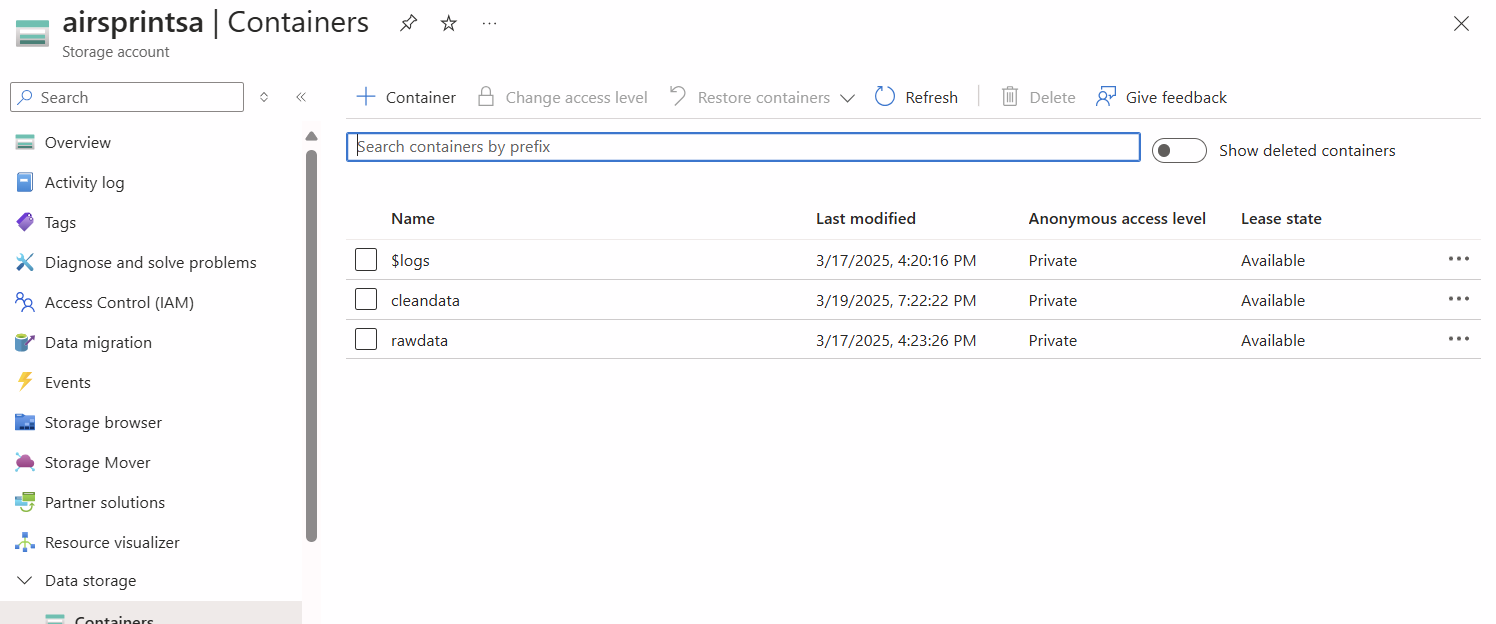 airsprintsa | Containers
Storage account
Search
Container
Change access level
Restore containers
Refresh
Delete
Give feedback
Search containers by prefix
Show deleted containers
Overview
Activity log
Tags
Diagnose and solve problems
Access Control (IAM)
Data migration
Events
Storage browser
Storage Mover
Partner solutions
Resource visualizer
Data storage
Containers
Name Last modified Anonymous access level Lease state
$logs 3/17/2025, 4:20:16 PM Private Available
cleandata 3/19/2025, 7:22:22 PM Private Available
rawdata 3/17/2025, 4:23:26 PM Private Available